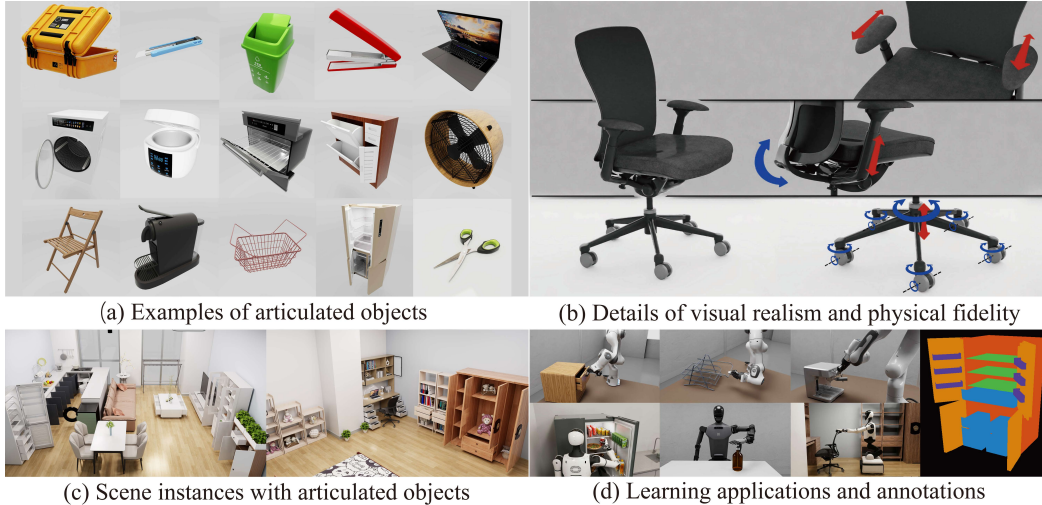 (a) Examples of articulated objects
(b) Details of visual realism and physical fidelity
(c) Scene instances with articulated objects
(d) Learning applications and annotations